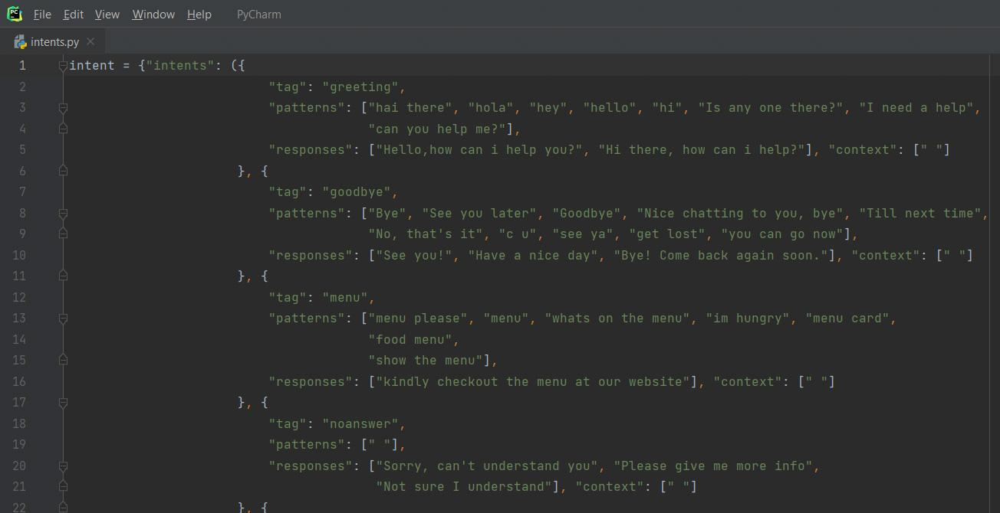 PC File Edit View Window Help PyCharm
intents.py
1 intent = {"intents": ({
2 "tag": "greeting",
3 "patterns": ["hai there", "hola", "hey", "hello", "hi", "Is any one there?", "I need a help",
4 "can you help me?"],
5 "responses": ["Hello,how can i help you?", "Hi there, how can i help?"], "context": [" "]
6 }, {
7 "tag": "goodbye",
8 "patterns": ["Bye", "See you later", "Goodbye", "Nice chatting to you, bye", "Till next time",
9 "No, that's it", "c u", "see ya", "get lost", "you can go now"],
10 "responses": ["See you!", "Have a nice day", "Bye! Come back again soon."], "context": [" "]
11 }, {
12 "tag": "menu",
13 "patterns": ["menu please", "menu", "whats on the menu", "im hungry", "menu card",
14 "food menu",
15 "show the menu"],
16 "responses": ["kindly checkout the menu at our website"], "context": [" "]
17 }, {
18 "tag": "noanswer",
19 "patterns": [" "],
20 "responses": ["Sorry, can't understand you", "Please give me more info",
21 "Not sure I understand"], "context": [" "]
22 }, {